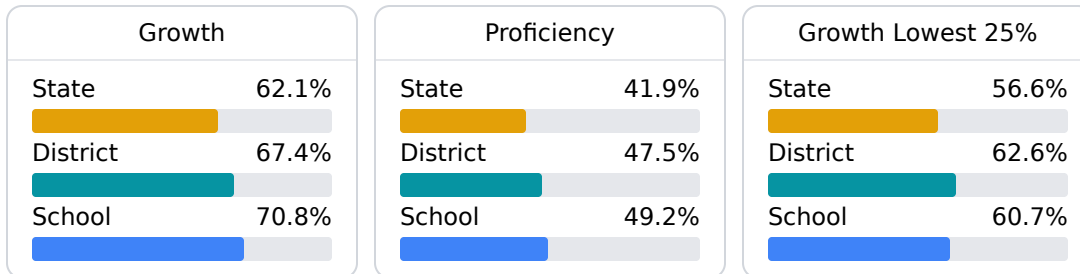 Growth
State 62.1%
District 67.4%
School 70.8%
Proficiency
State 41.9%
District 47.5%
School 49.2%
Growth Lowest 25%
State 56.6%
District 62.6%
School 60.7%